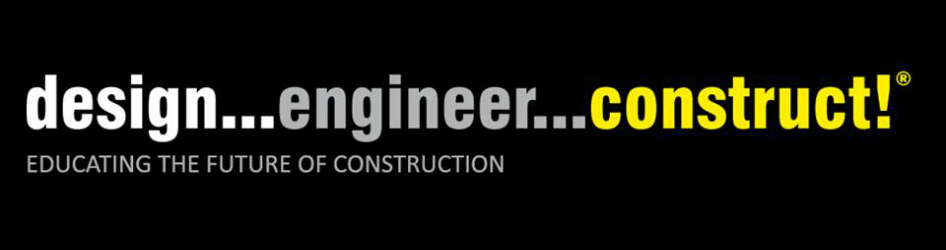 design...engineer...construct!®
EDUCATING THE FUTURE OF CONSTRUCTION